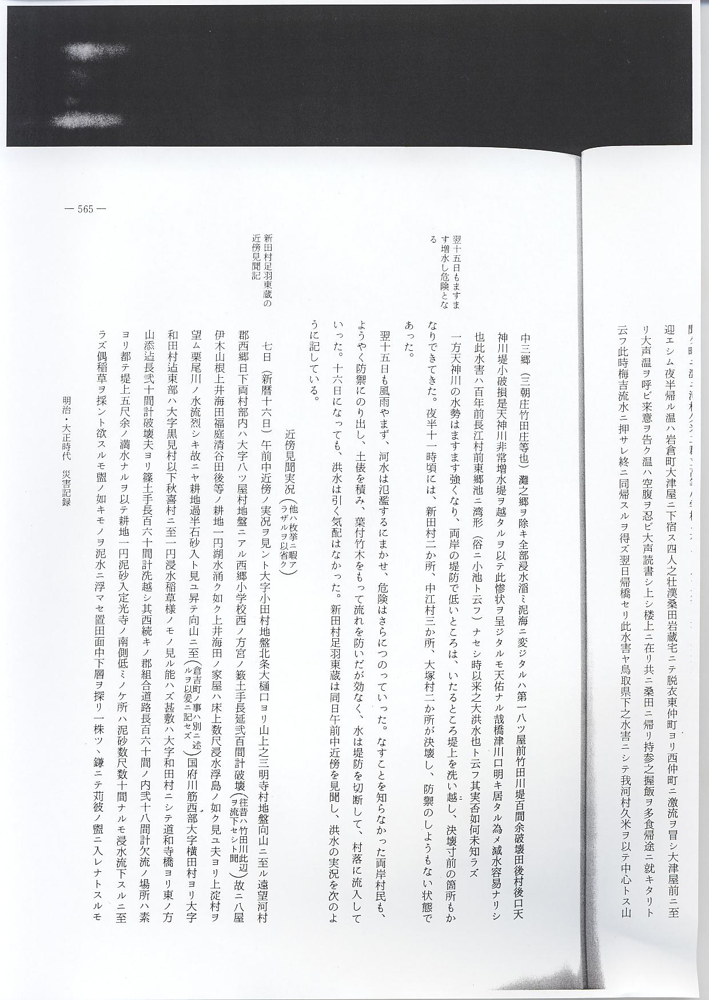 迎エシム夜半帰ル温ハ岩倉町大津屋ニ下宿ス四人之壮漢桑田岩蔵宅ニテ脱衣東仲町ヨリ西仲町ニ激流ヲ冒シ大津屋前ニ至
リ大声温ヲ呼ビ来意ヲ告ク温ハ空腹ヲ忍ビ大声読書シ上シ楼上ニ在リ共ニ桑田ニ帰リ持参之握飯ヲ多食帰途ニ就キタリト
云フ此時梅吉流水ニ押サレ終ニ同帰スルヲ得ズ翌日帰橋セリ此水害ヤ鳥取県下之水害ニシテ我河村久米ヲ以テ中心トス山
中三郷（三朝庄竹田庄等也）灘之郷ヲ除キ全部浸水滔ミ泥海ニ変ジタルハ第一八ツ屋前竹田川堤百間余破壊田後村後口天
神川堤小破損是天神川非常増水堤ヲ越タルヲ以テ此惨状ヲ呈ジタルモ天佑ナル哉橋津川口明キ居タル為メ減水容易ナリシ
也此水害ハ百年前長江村前東郷池ニ湾形（俗ニ小池ト云フ）ナセシ時以来之大洪水也ト云フ其実否如何未知ラズ
翌十五日もますま
す増水し危険とな
る
一方天神川の水勢はますます強くなり、両岸の堤防で低いところは、いたるところ堤上を洗い越し、決壊寸前の箇所もか
なりできてきた。夜半十一時頃には、新田村二か所、中江村三か所、大塚村二か所が決壊し、防禦のしようもない状態で
あった。
翌十五日も風雨やまず、河水は氾濫するにまかせ、危険はさらにつのっていった。なすことを知らなかった両岸村民も、
ようやく防禦にのり出し、土俵を積み、葉付竹木をもって流れを防いだが効なく、水は堤防を切断して、村落に流入して
いった。十六日になっても、洪水は引く気配はなかった。新田村足羽東蔵は同日午前中近傍を見聞し、洪水の実況を次のよ
うに記している。
近傍見聞実況（他ハ枚挙ニ暇アラザルヲ以省ク）
新田村足羽東蔵の
近傍見聞記
七日（新暦十六日）午前中近傍ノ実況ヲ見ント大字小田村地盤北条大樋口ヨリ山上之三明寺村地盤向山ニ至ル遠望河村
郡西郷日下両村部内ハ大字八ツ屋村地盤ニアル西郷小学校西ノ方宮ノ籔土手長延弐百間計破壊（往昔ハ竹田川此辺ヲ流下セシト聞）故ニ八屋
伊木山根上井海田福庭清谷田後等ノ耕地一円湖水涌ク如ク上井海田ノ家屋ハ床上数尺浸水浮島ノ如ク見ユ夫ヨリ上淀村ヲ
望ム栗尾川ノ水流烈シキ故ニヤ耕地過半石砂入ト見ユ昇テ向山ニ至（倉吉町ノ事ハ別ニ述ルヲ以爰ニ記セズ）国府川筋西部大字横田村ヨリ大字
和田村迠東部ハ大字黒見村以下秋喜村ニ至一円浸水稲草様ノモノ見ル能ハズ甚敷ハ大字和田村ニシテ道和寺橋ヨリ東ノ方
山添迠長弐十間計破壊夫ヨリ篠土手長百六十間計洗越シ其西続キノ郡組合道路長百六十間ノ内弐十八間計欠流ノ場所ハ素
ヨリ都テ堤上五尺余ノ満水ナルヲ以テ耕地一円泥砂入定光寺ノ南側低ミノケ所ハ泥砂数尺数十間ナルモ浸水流下スルニ至
ラズ偶稲草ヲ採ント欲スルモ盥ノ如キモノヲ泥水ニ浮マセ置田面中下層ヲ探リ一株ツヽ鎌ニテ苅彼ノ盥ニ入レナトスルモ
明治・大正時代　災害記録
— 565 —